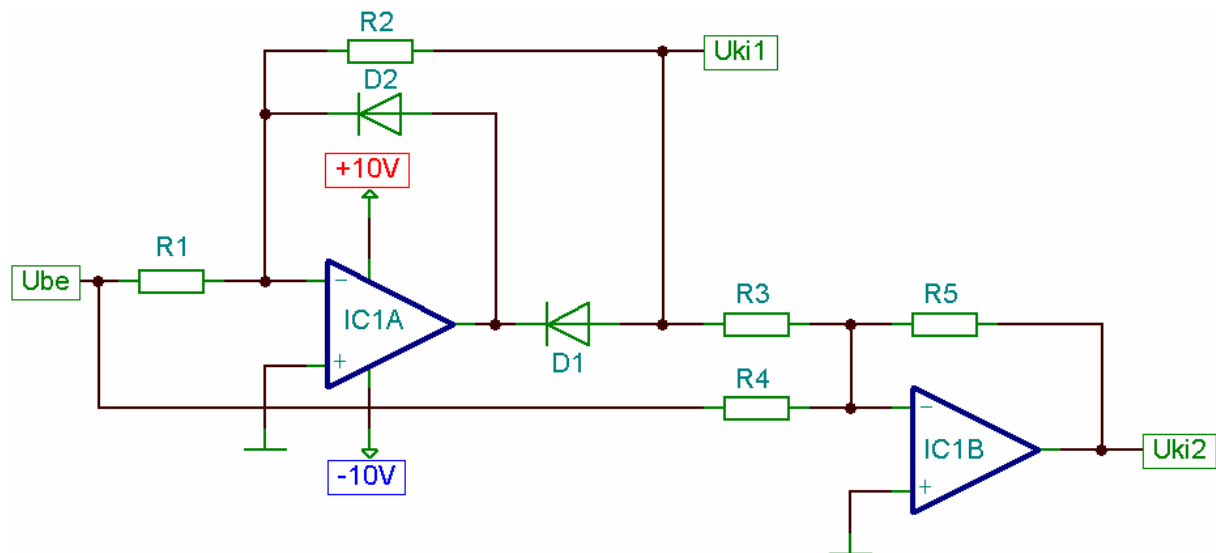 R2
Uki1
D2
+10V
R1
Ube
−
IC1A
R3
R5
+
D1
R4
−
IC1B
Uki2
-10V
+